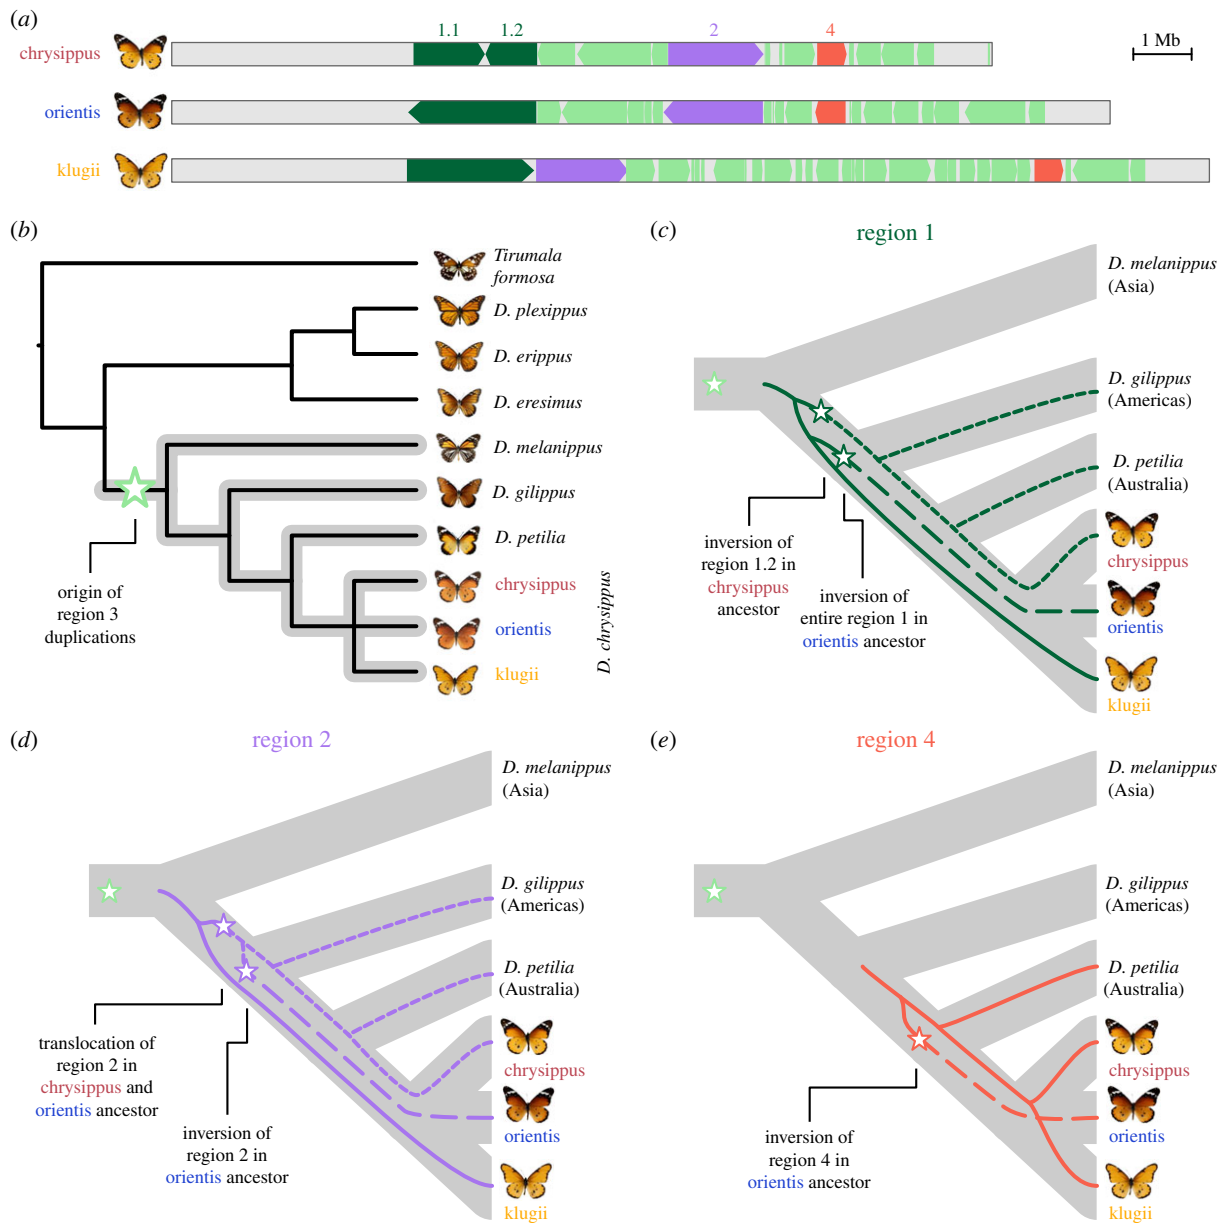 (a)
1.1 1.2 2 4
chrysippus
1 Mb
orientis
klugii
(b)
Tirumala
formosa
D. plexippus
D. erippus
D. eresimus
D. melanippus
D. gilippus
D. petilia
chrysippus
orientis
klugii
D. chrysippus
origin of
region 3
duplications
(c)
region 1
D. melanippus
(Asia)
D. gilippus
(Americas)
D. petilia
(Australia)
chrysippus
orientis
klugii
inversion of
region 1.2 in
chrysippus
ancestor
inversion of
entire region 1 in
orientis ancestor
(d)
region 2
D. melanippus
(Asia)
D. gilippus
(Americas)
D. petilia
(Australia)
chrysippus
orientis
klugii
translocation of
region 2 in
chrysippus and
orientis ancestor
inversion of
region 2 in
orientis ancestor
(e)
region 4
D. melanippus
(Asia)
D. gilippus
(Americas)
D. petilia
(Australia)
chrysippus
orientis
klugii
inversion of
region 4 in
orientis ancestor